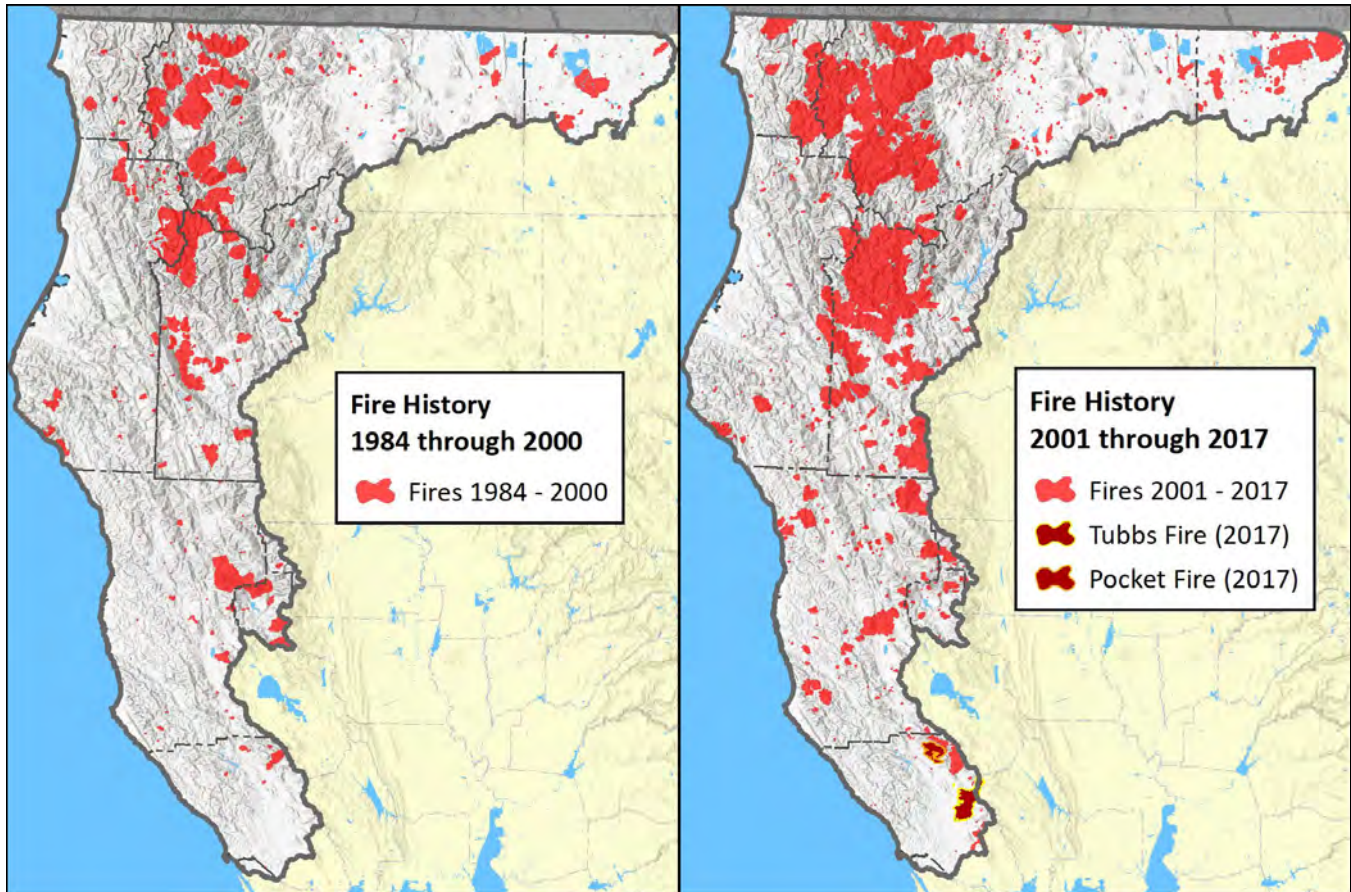 Fire History
1984 through 2000
Fires 1984 - 2000
Fire History
2001 through 2017
Fires 2001 - 2017
Tubbs Fire (2017)
Pocket Fire (2017)